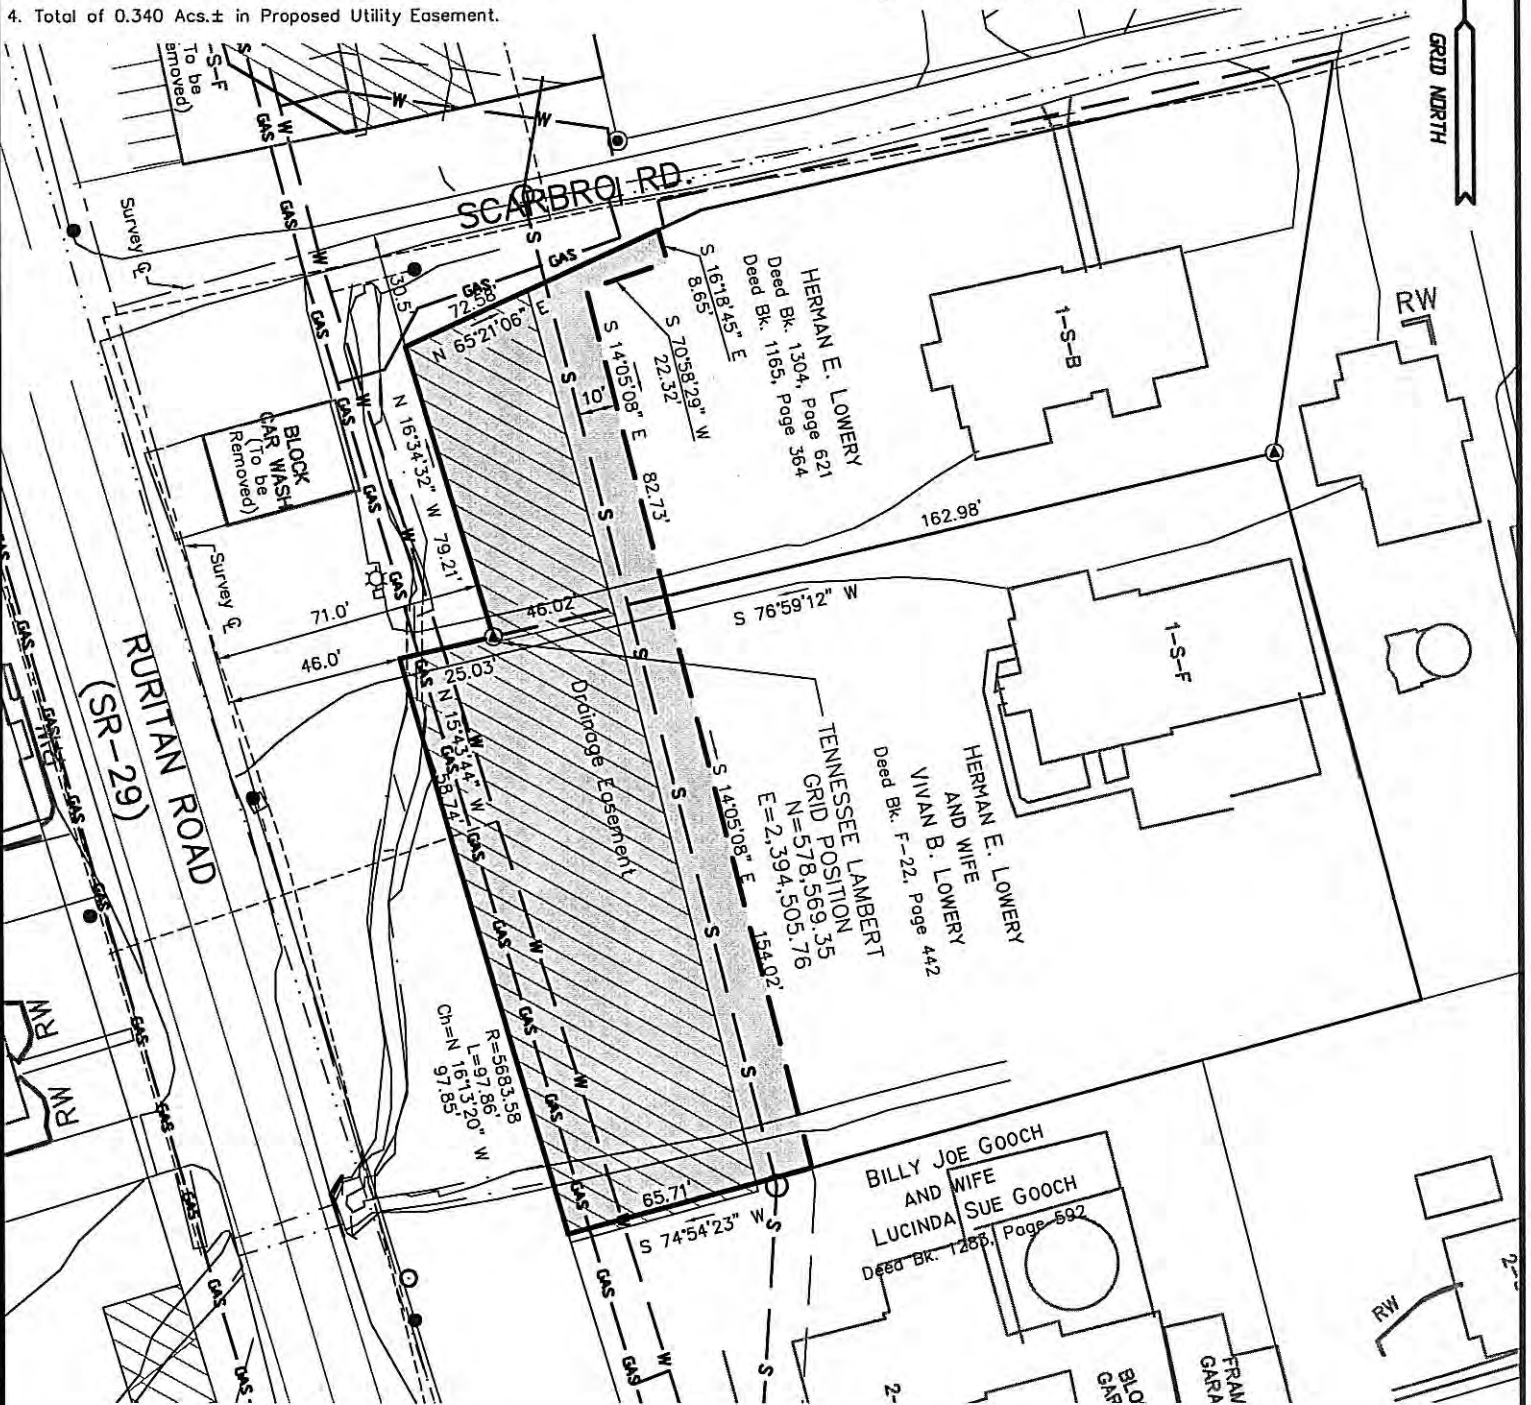 4. Total of 0.340 Acs.± in Proposed Utility Easement.
GRID NORTH
1-S-F
(To be
Removed)
SCARBRO RD.
Survey ℄
30.5
72.58'
N 65°21'06" E
S 16°18'45" E
8.65'
S 70°58'29" W
22.32'
HERMAN E. LOWERY
Deed Bk. 1304, Page 621
Deed Bk. 1165, Page 364
1-S-B
RW
10'
S 14°05'08" E
82.73'
BLOCK
CAR WASH
(To be
Removed)
N 16°34'32" W 79.21'
162.98'
S 76°59'12" W
Survey ℄
71.0'
46.0'
46.02
25.03'
RURITAN ROAD
(SR-29)
N 15°43'44" W
58.74'
Drainage Easement
TENNESSEE LAMBERT
GRID POSITION
N=578,569.35
E=2,394,505.76
S 14°05'08" E
154.02'
HERMAN E. LOWERY
AND WIFE
VIVAN B. LOWERY
Deed Bk. F-22, Page 442
1-S-F
R=5683.58
L=97.86'
Ch=N 16°13'20" W
97.85'
RW
RW
65.71'
S 74°54'23" W
BILLY JOE GOOCH
AND WIFE
LUCINDA SUE GOOCH
Deed Bk. 1283, Page 592
RW
2-
2-
BLO
GAR
FRAM
GARA
GAS
W
S